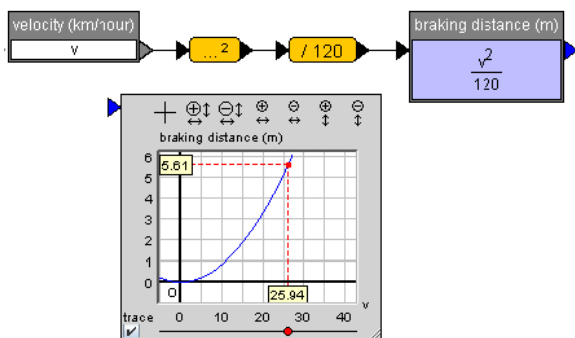 velocity (km/hour)
v
... ²
/ 120
braking distance (m)
v²
120
braking distance (m)
6
5.61
5
4
3
2
1
0
O
25.94
v
trace
0 10 20 30 40